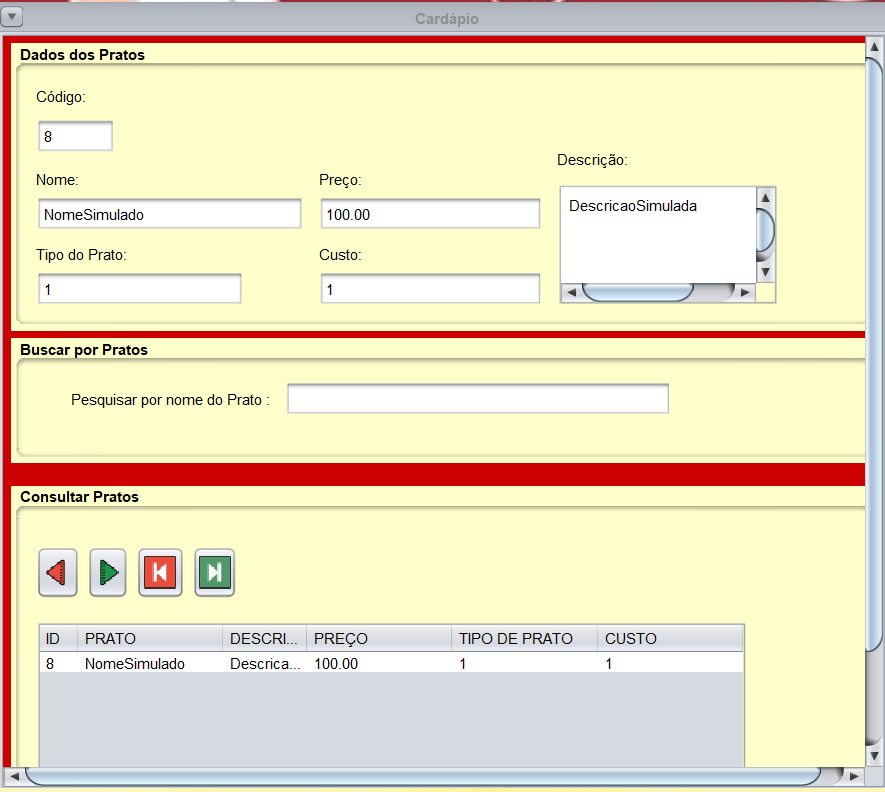 Cardápio
Dados dos Pratos
Código:
8
Descrição:
Nome: Preço:
NomeSimulado 100.00 DescricaoSimulada
Tipo do Prato: Custo:
1 1
Buscar por Pratos
Pesquisar por nome do Prato :
Consultar Pratos
ID PRATO DESCRI... PREÇO TIPO DE PRATO CUSTO
8 NomeSimulado Descrica... 100.00 1 1